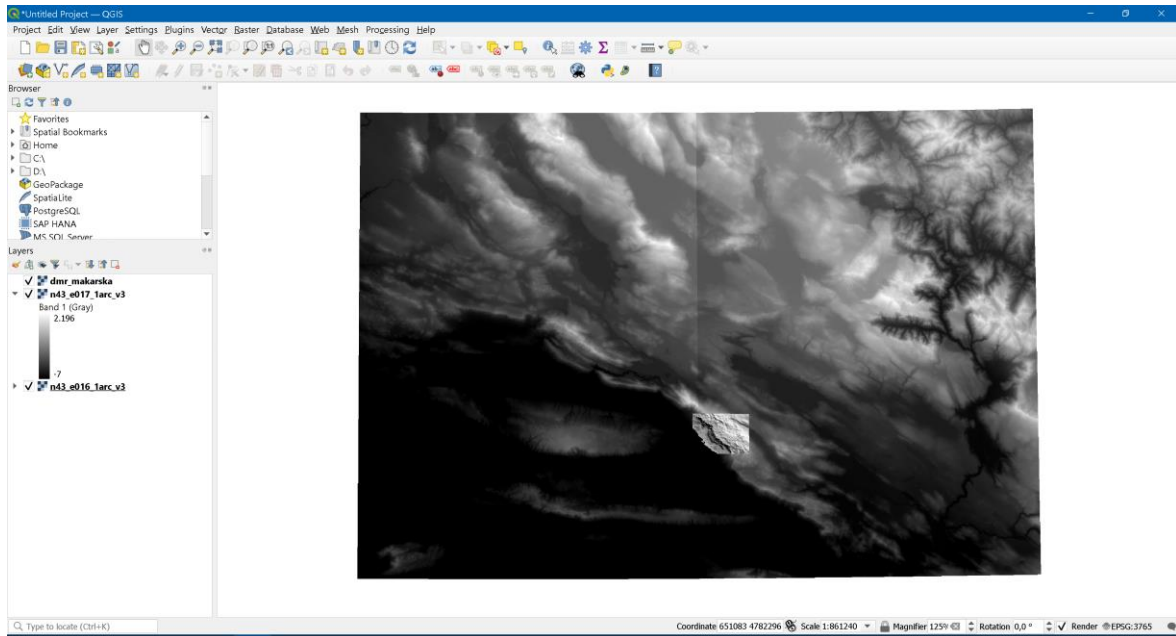 *Untitled Project — QGIS
Project Edit View Layer Settings Plugins Vector Raster Database Web Mesh Processing Help
Browser
Favorites
Spatial Bookmarks
Home
C:\
D:\
GeoPackage
SpatiaLite
PostgreSQL
SAP HANA
MS SQL Server
Layers
dmr_makarska
n43_e017_1arc_v3
Band 1 (Gray)
2.196
-7
n43_e016_1arc_v3
Type to locate (Ctrl+K)
Coordinate 651083 4782296 Scale 1:861240 Magnifier 125% Rotation 0,0 ° Render EPSG:3765